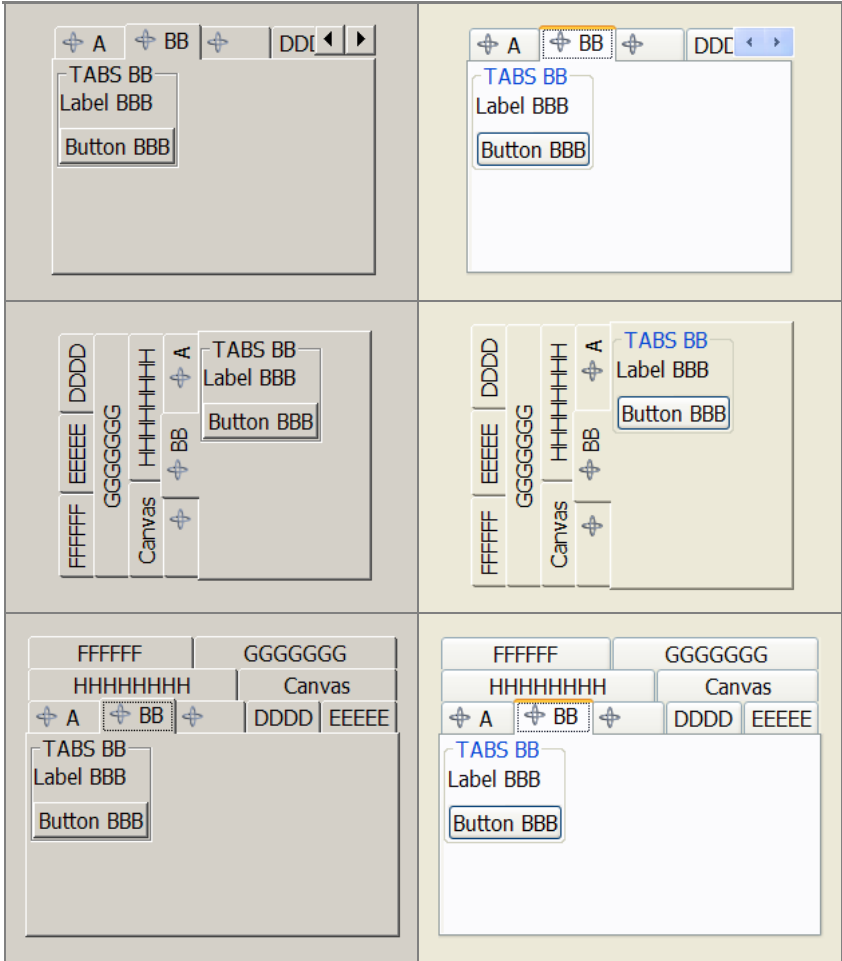 A BB DDD
TABS BB
Label BBB
Button BBB
A BB DDD
TABS BB
Label BBB
Button BBB
DDDD
EEEEE
FFFFFF
GGGGGGG
HHHHHHHH
Canvas
A
BB
TABS BB
Label BBB
Button BBB
DDDD
EEEEE
FFFFFF
GGGGGGG
HHHHHHHH
Canvas
A
BB
TABS BB
Label BBB
Button BBB
FFFFFF GGGGGGG
HHHHHHHH Canvas
A BB DDDD EEEEE
TABS BB
Label BBB
Button BBB
FFFFFF GGGGGGG
HHHHHHHH Canvas
A BB DDDD EEEEE
TABS BB
Label BBB
Button BBB